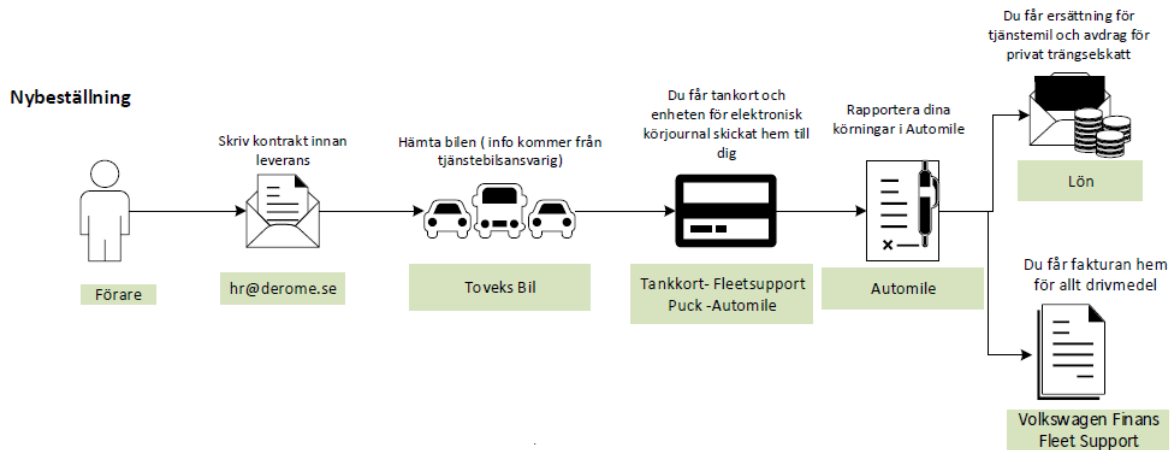 Nybeställning
Förare
Skriv kontrakt innan
leverans
hr@derome.se
Hämta bilen ( info kommer från
tjänstebilsansvarig)
Toveks Bil
Du får tankort och
enheten för elektronisk
körjournal skickat hem till
dig
Tankkort- Fleetsupport
Puck -Automile
Rapportera dina
körningar i Automile
Automile
Du får ersättning för
tjänstemil och avdrag för
privat trängselskatt
Lön
Du får fakturan hem
för allt drivmedel
Volkswagen Finans
Fleet Support